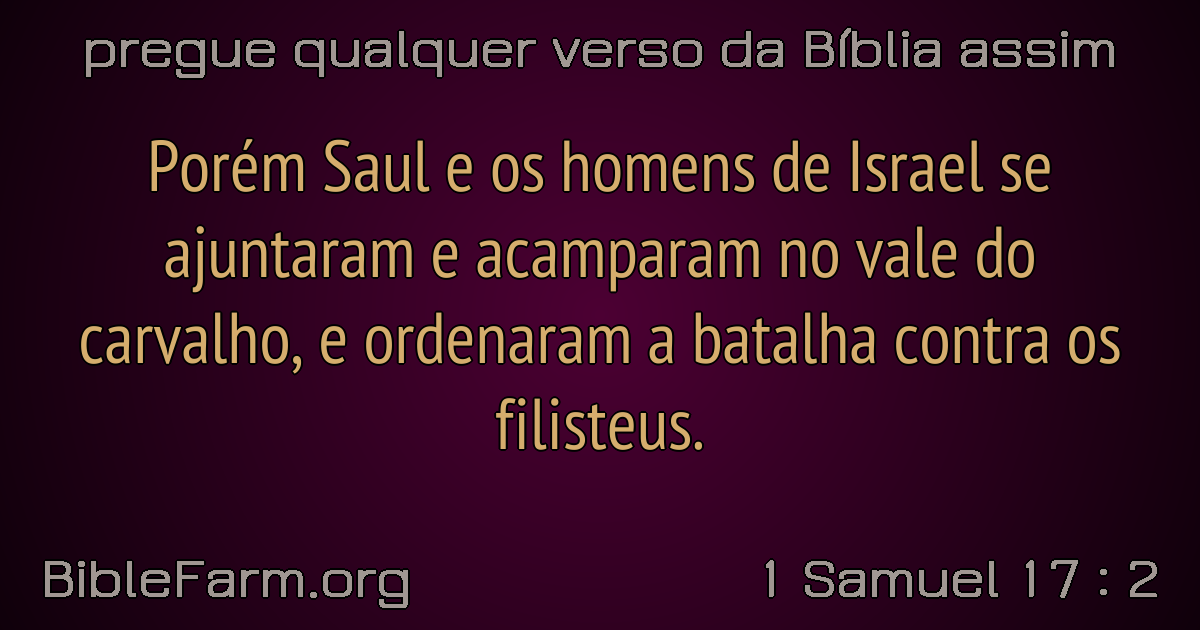 pregue qualquer verso da Bíblia assim
Porém Saul e os homens de Israel se
ajuntaram e acamparam no vale do
carvalho, e ordenaram a batalha contra os
filisteus.
BibleFarm.org
1 Samuel 17 : 2